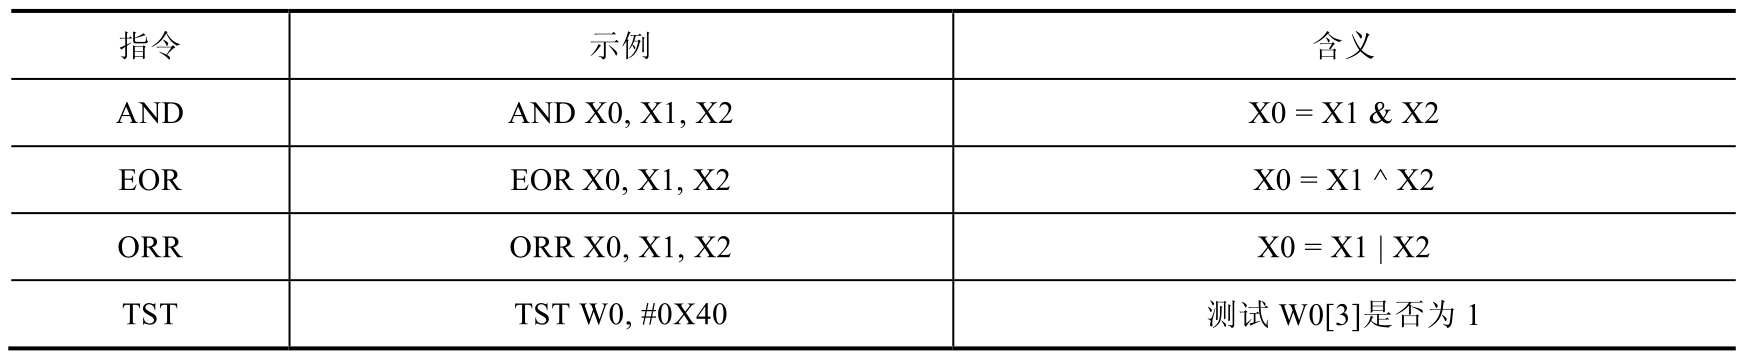 指令 示例 含义
AND AND X0, X1, X2 X0 = X1 & X2
EOR EOR X0, X1, X2 X0 = X1 ^ X2
ORR ORR X0, X1, X2 X0 = X1 | X2
TST TST W0, #0X40 测试 W0[3]是否为 1